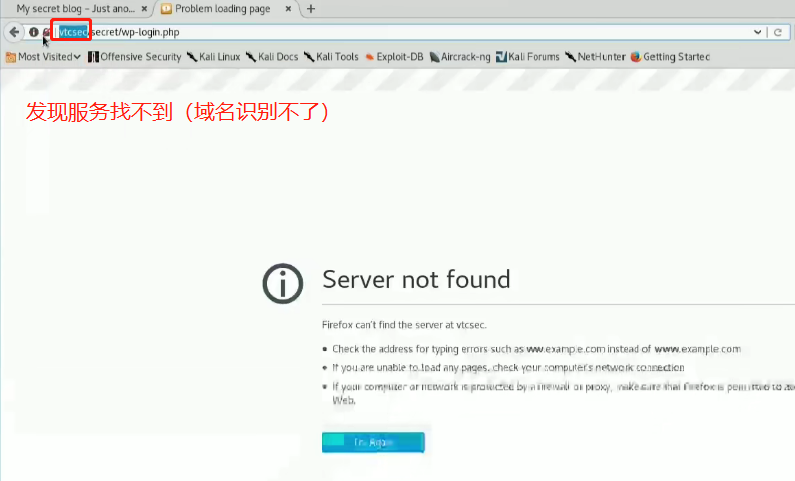 My secret blog – Just ano...
Problem loading page
vtcsec/secret/wp-login.php
Most Visited
Offensive Security
Kali Linux
Kali Docs
Kali Tools
Exploit-DB
Aircrack-ng
Kali Forums
NetHunter
Getting Started
发现服务找不到（域名识别不了）
Server not found
Firefox can't find the server at vtcsec.
Check the address for typing errors such as ww.example.com instead of www.example.com
If you are unable to load any pages, check your computer's network connection
If your computer or network is protected by a firewall or proxy, make sure that Firefox is permitted to
Web.
Try Again